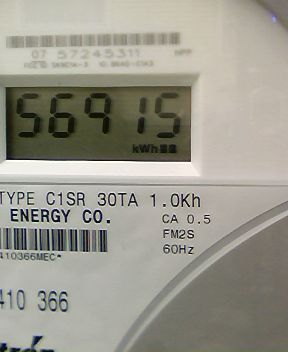 07 57245311
56915
kWh
TYPE C1SR 30TA 1.0Kh
ENERGY CO.
CA 0.5
FM2S
60Hz
410366MEC*
410 366